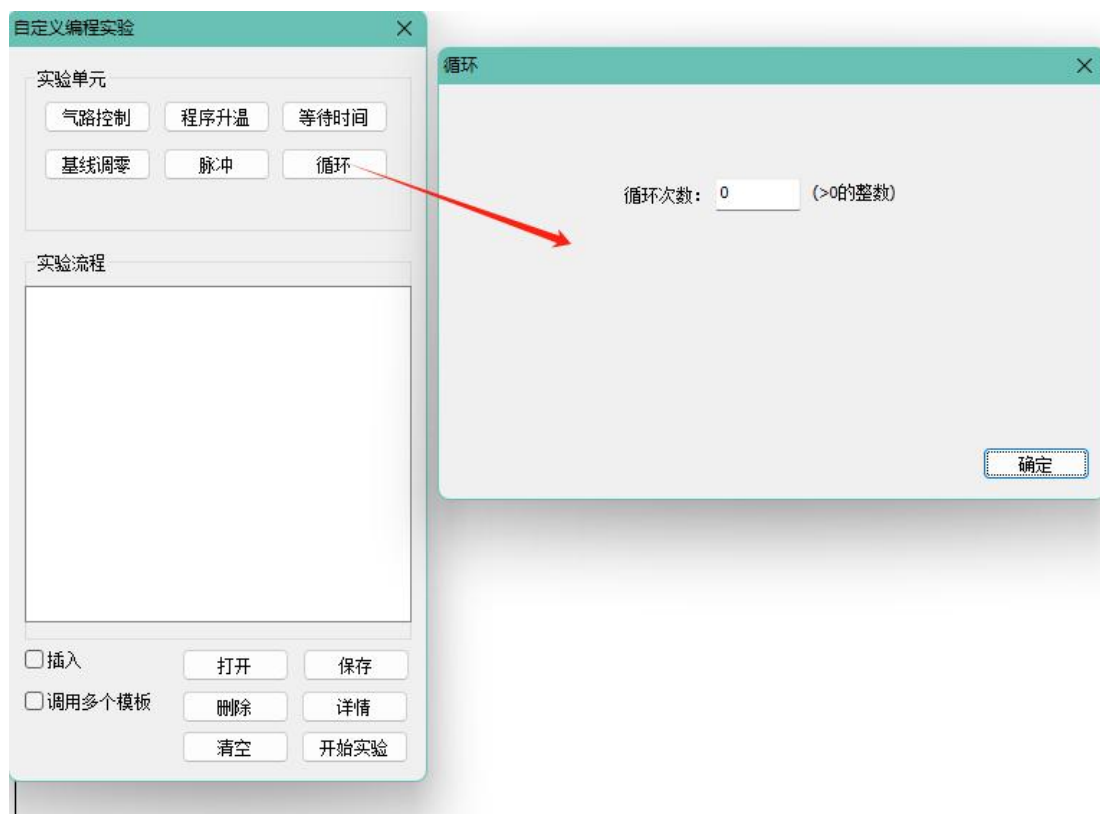 自定义编程实验
实验单元
气路控制 程序升温 等待时间
基线调零 脉冲 循环
实验流程
插入
打开 保存
调用多个模板
删除 详情
清空 开始实验
循环
循环次数: 0 (>0的整数)
确定